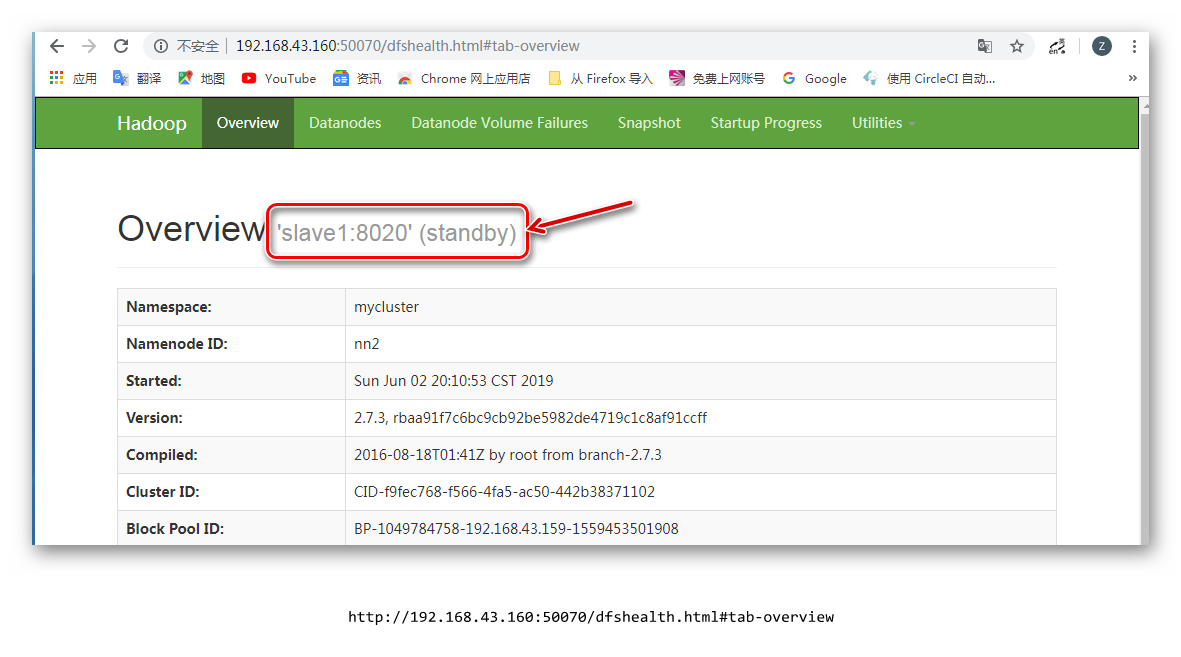 不安全 192.168.43.160:50070/dfshealth.html#tab-overview Z
应用 翻译 地图 YouTube 资讯 Chrome 网上应用店 从 Firefox 导入 免费上网账号 Google 使用 CircleCI 自动... »
Hadoop Overview Datanodes Datanode Volume Failures Snapshot Startup Progress Utilities
Overview 'slave1:8020' (standby)
Namespace: mycluster
Namenode ID: nn2
Started: Sun Jun 02 20:10:53 CST 2019
Version: 2.7.3, rbaa91f7c6bc9cb92be5982de4719c1c8af91ccff
Compiled: 2016-08-18T01:41Z by root from branch-2.7.3
Cluster ID: CID-f9fec768-f566-4fa5-ac50-442b38371102
Block Pool ID: BP-1049784758-192.168.43.159-1559453501908
http://192.168.43.160:50070/dfshealth.html#tab-overview